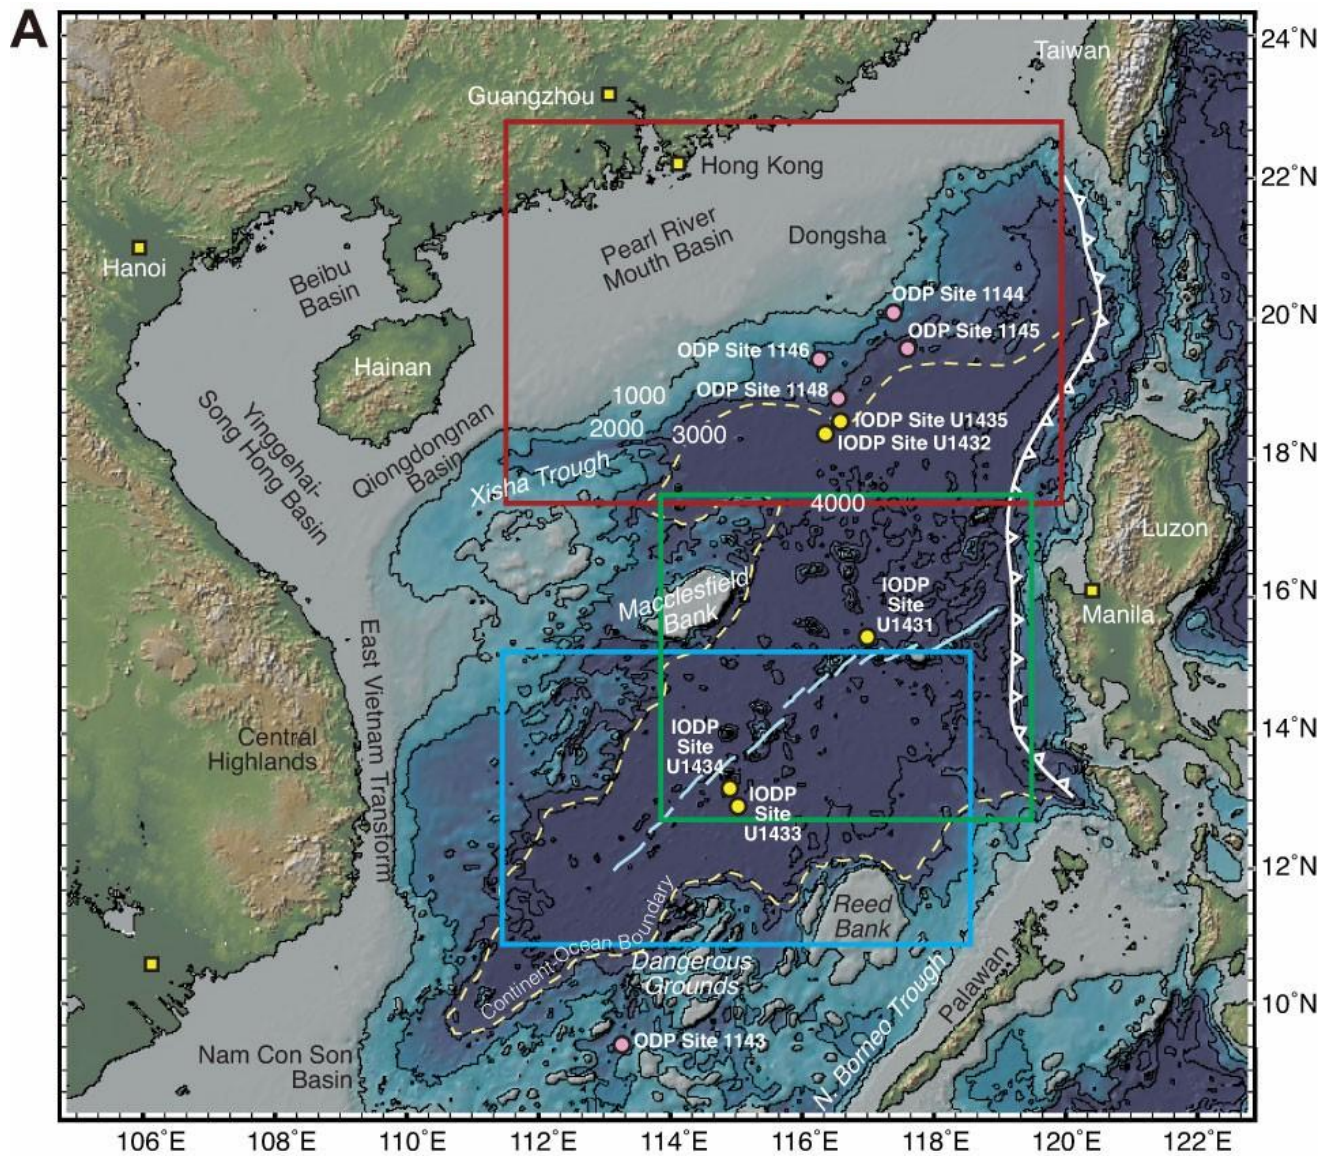 A
Taiwan
24°N
Guangzhou
Hong Kong
22°N
Pearl River
Mouth Basin
Dongsha
Hanoi
Beibu
Basin
ODP Site 1144
20°N
ODP Site 1145
ODP Site 1146
Hainan
ODP Site 1148
1000
2000
3000
IODP Site U1435
IODP Site U1432
18°N
Yinggehai-
Song Hong Basin
Qiongdongnan
Basin
Xisha Trough
4000
Luzon
16°N
Macclesfield
Bank
IODP
Site
U1431
Manila
East Vietnam Transform
14°N
IODP
Site
U1434
Central
Highlands
IODP
Site
U1433
12°N
Continent-Ocean Boundary
Reed
Bank
Dangerous
Grounds
10°N
Palawan
N. Borneo Trough
ODP Site 1143
Nam Con Son
Basin
106°E
108°E
110°E
112°E
114°E
116°E
118°E
120°E
122°E